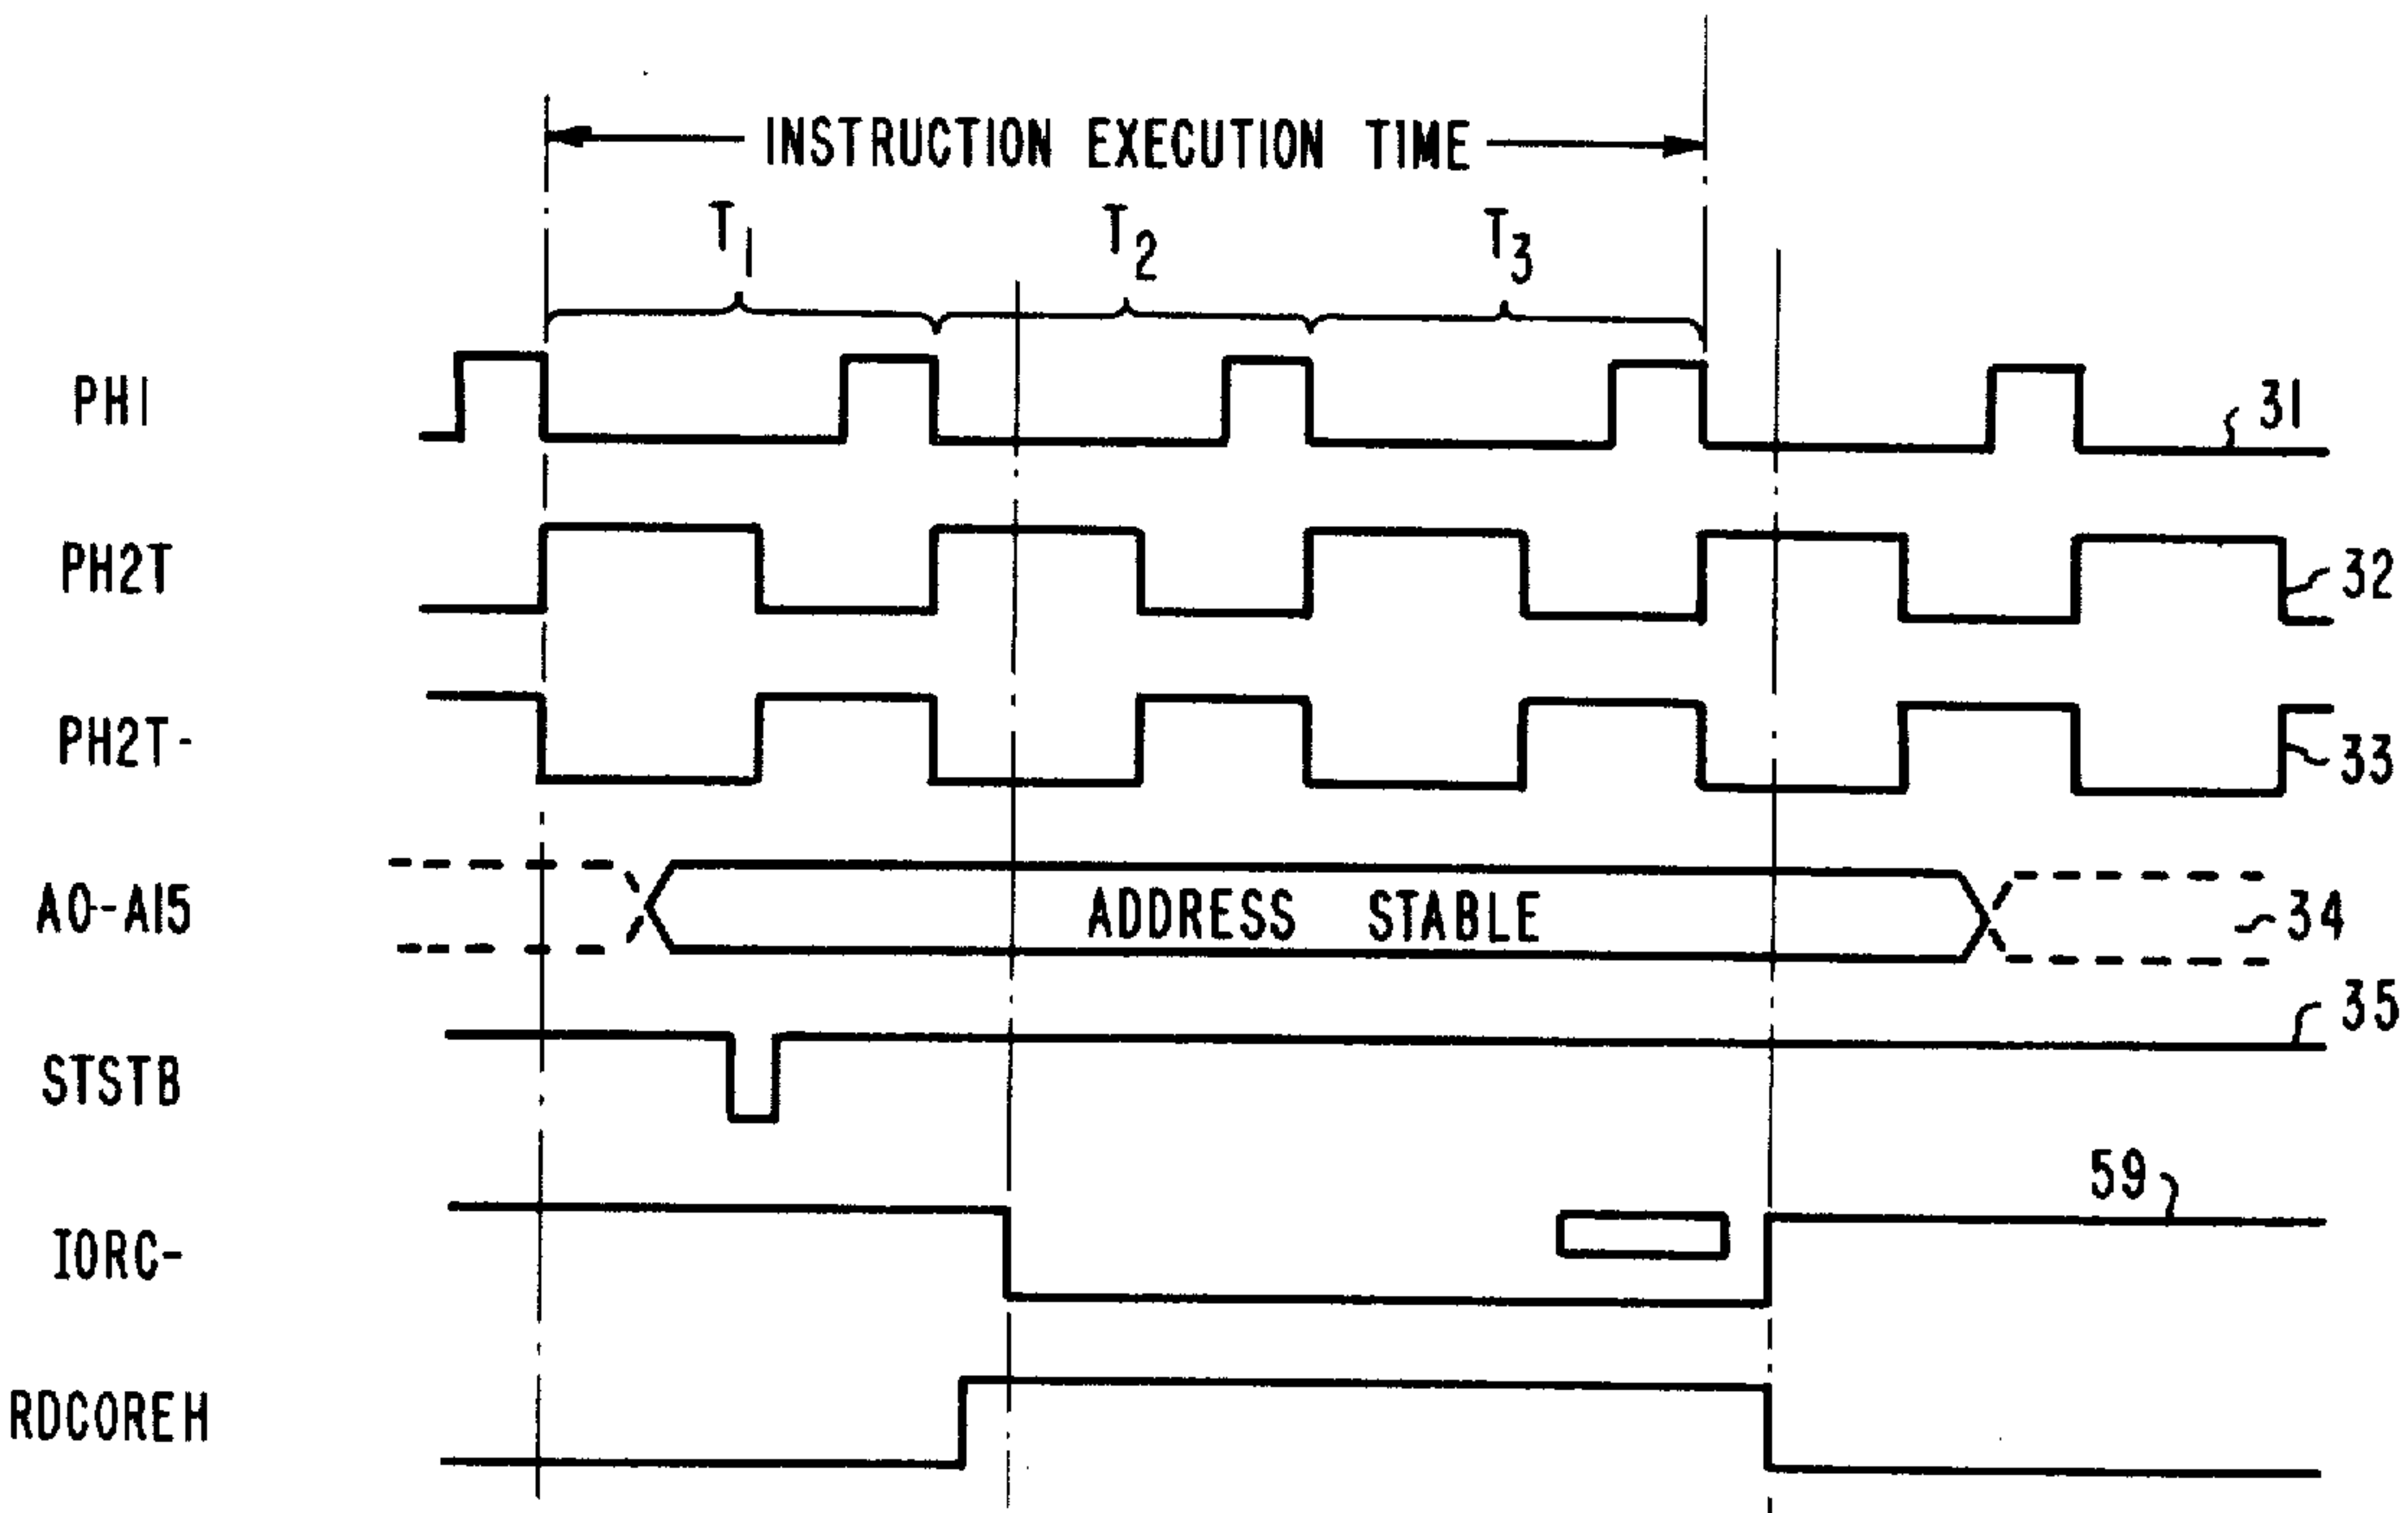 INSTRUCTION EXECUTION TIME
T1 T2 T3
PH1 31
PH2T 32
PH2T- 33
A0-A15 ADDRESS STABLE 34
STSTB 35
IORC- 59
RDCOREH